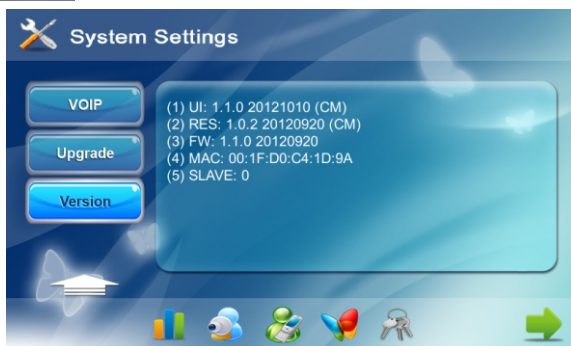 System Settings
VOIP
Upgrade
Version
(1) UI: 1.1.0 20121010 (CM)
(2) RES: 1.0.2 20120920 (CM)
(3) FW: 1.1.0 20120920
(4) MAC: 00:1F:D0:C4:1D:9A
(5) SLAVE: 0